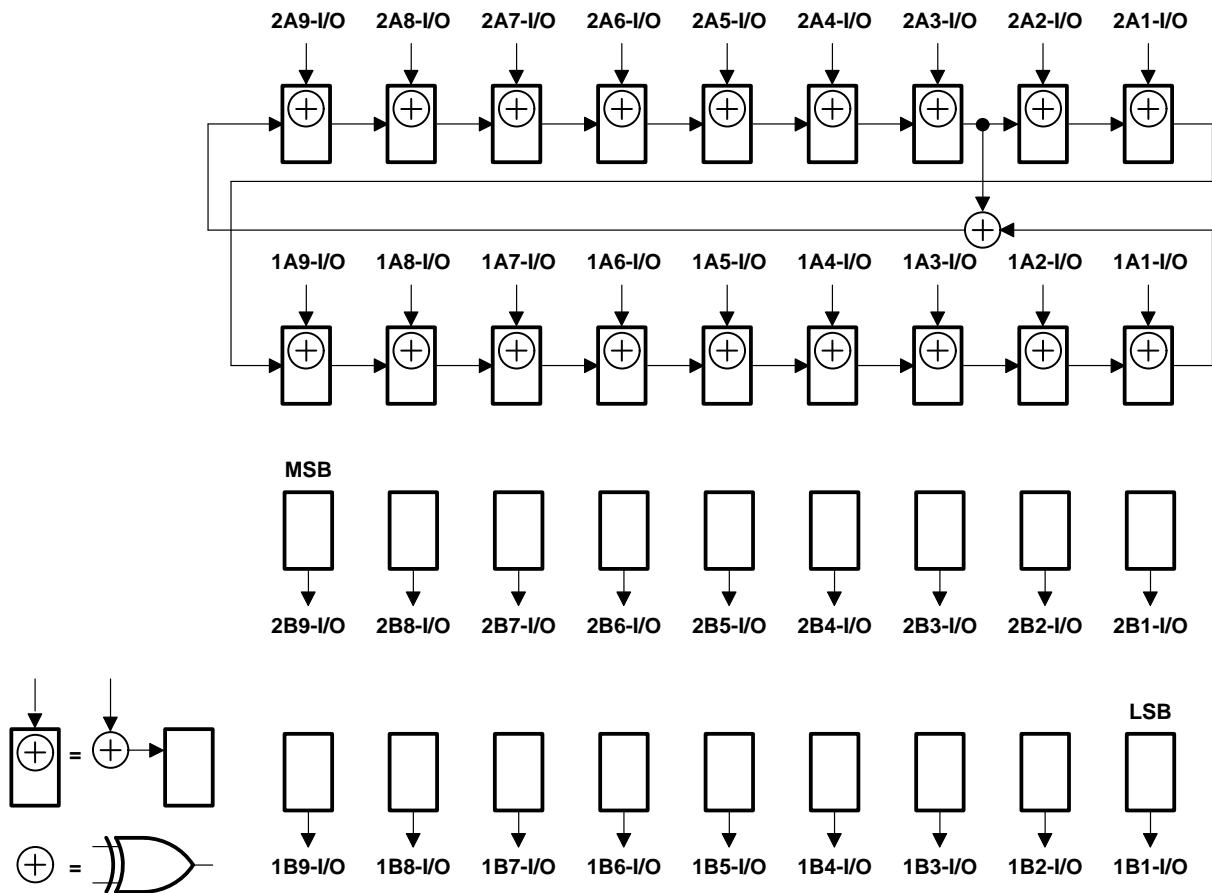 2A9-I/O 2A8-I/O 2A7-I/O 2A6-I/O 2A5-I/O 2A4-I/O 2A3-I/O 2A2-I/O 2A1-I/O
1A9-I/O 1A8-I/O 1A7-I/O 1A6-I/O 1A5-I/O 1A4-I/O 1A3-I/O 1A2-I/O 1A1-I/O
MSB
2B9-I/O 2B8-I/O 2B7-I/O 2B6-I/O 2B5-I/O 2B4-I/O 2B3-I/O 2B2-I/O 2B1-I/O
LSB
=
1B9-I/O 1B8-I/O 1B7-I/O 1B6-I/O 1B5-I/O 1B4-I/O 1B3-I/O 1B2-I/O 1B1-I/O
=